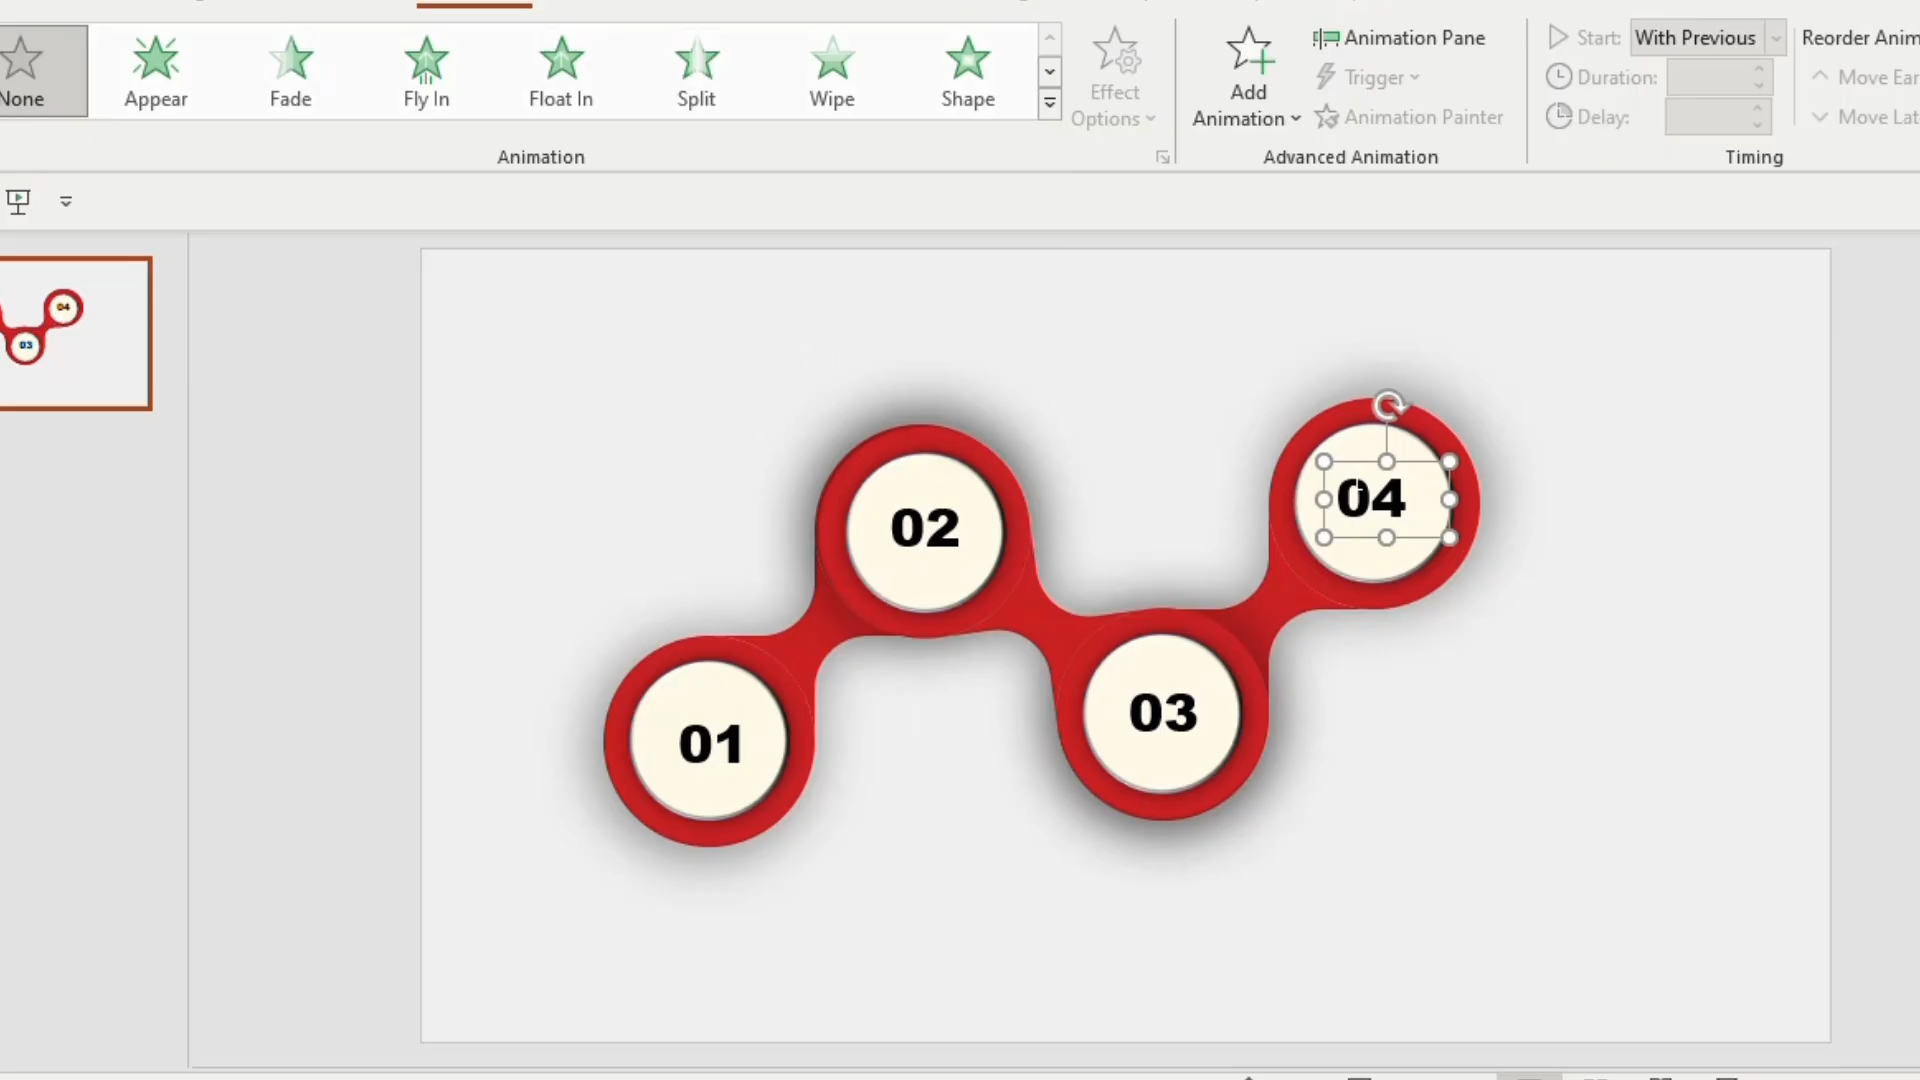 None
Appear
Fade
Fly In
Float In
Split
Wipe
Shape
Effect
Options
Add
Animation
Animation Pane
Trigger
Animation Painter
Start:
With Previous
Duration:
Delay:
Reorder Anim
Move Ear
Move Lat
Animation
Advanced Animation
Timing
04
03
04
02
03
01